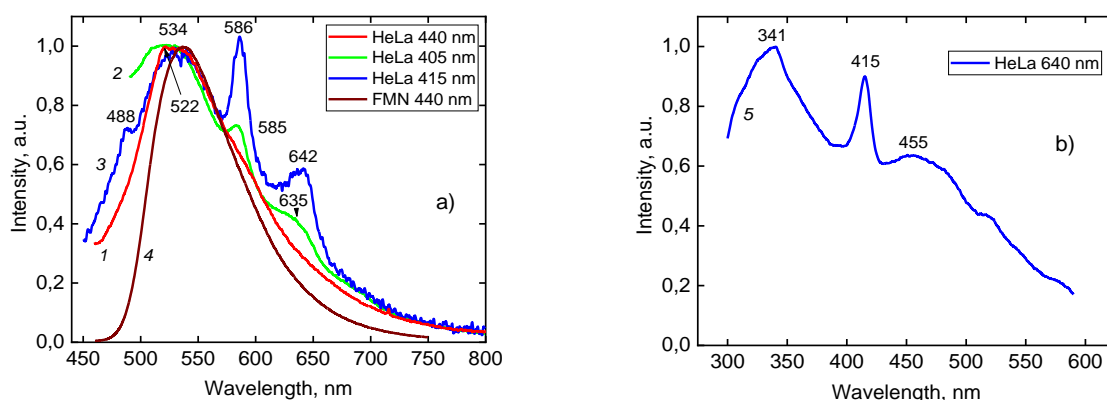 534
586
1,0
HeLa 440 nm
HeLa 405 nm
HeLa 415 nm
FMN 440 nm
2
0,8
522
488
585
3
642
0,6
a)
635
0,4
1
4
0,2
0,0
450 500 550 600 650 700 750 800
Wavelength, nm
Intensity, a.u.
341
415
HeLa 640 nm
1,0
0,8
5
455
b)
0,6
0,4
0,2
0,0
300 350 400 450 500 550 600
Wavelength, nm
Intensity, a.u.